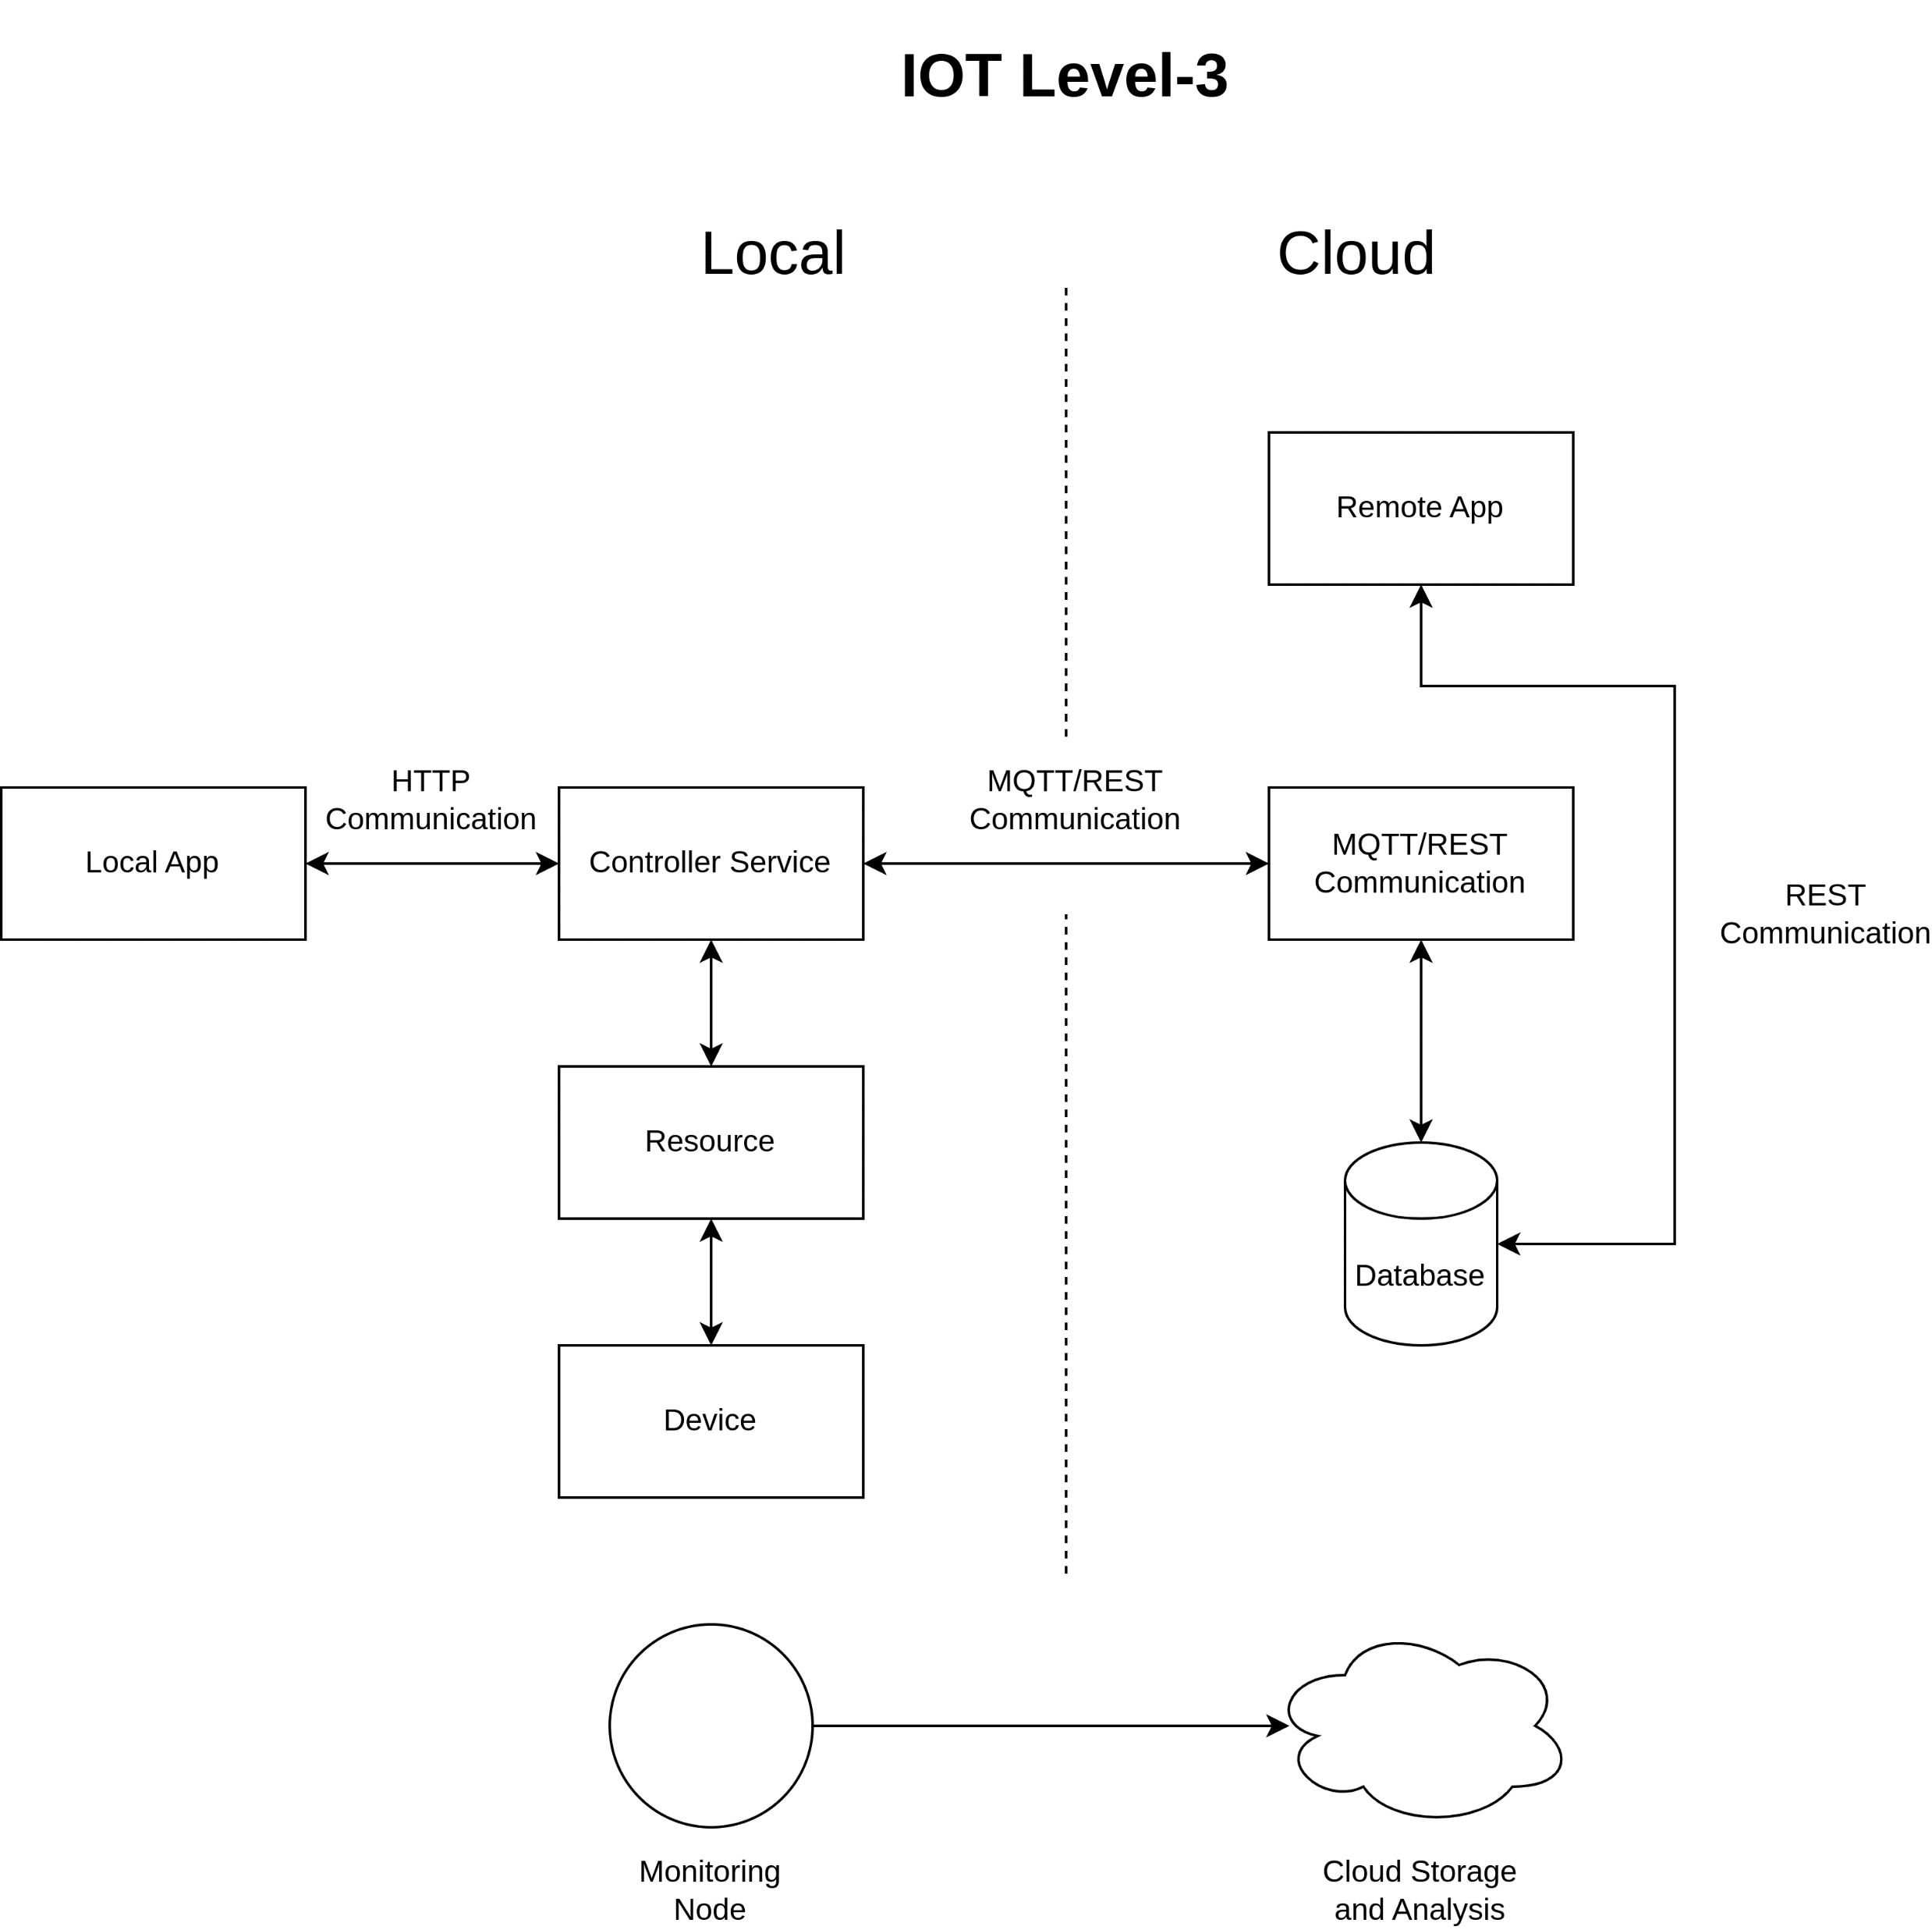 IOT Level-3
Local
Cloud
Remote App
HTTP
Communication
MQTT/REST
Communication
Local App
Controller Service
MQTT/REST
Communication
REST
Communication
Resource
Database
Device
Monitoring
Node
Cloud Storage
and Analysis